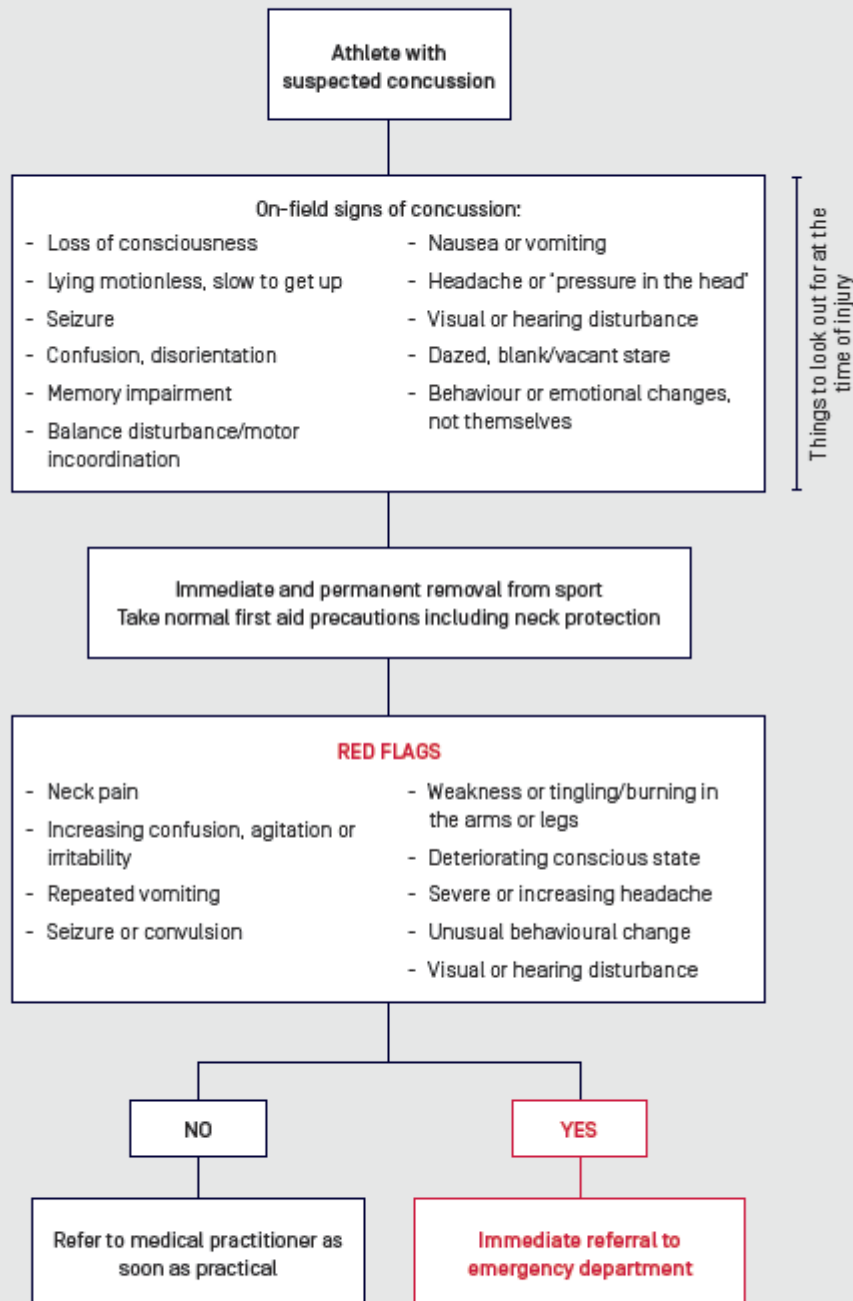 Athlete with
suspected concussion
On-field signs of concussion:
- Loss of consciousness
- Lying motionless, slow to get up
- Seizure
- Confusion, disorientation
- Memory impairment
- Balance disturbance/motor
incoordination
- Nausea or vomiting
- Headache or ‘pressure in the head’
- Visual or hearing disturbance
- Dazed, blank/vacant stare
- Behaviour or emotional changes,
not themselves
Things to look out for at the
time of injury
Immediate and permanent removal from sport
Take normal first aid precautions including neck protection
RED FLAGS
- Neck pain
- Increasing confusion, agitation or
irritability
- Repeated vomiting
- Seizure or convulsion
- Weakness or tingling/burning in
the arms or legs
- Deteriorating conscious state
- Severe or increasing headache
- Unusual behavioural change
- Visual or hearing disturbance
NO
YES
Refer to medical practitioner as
soon as practical
Immediate referral to
emergency department